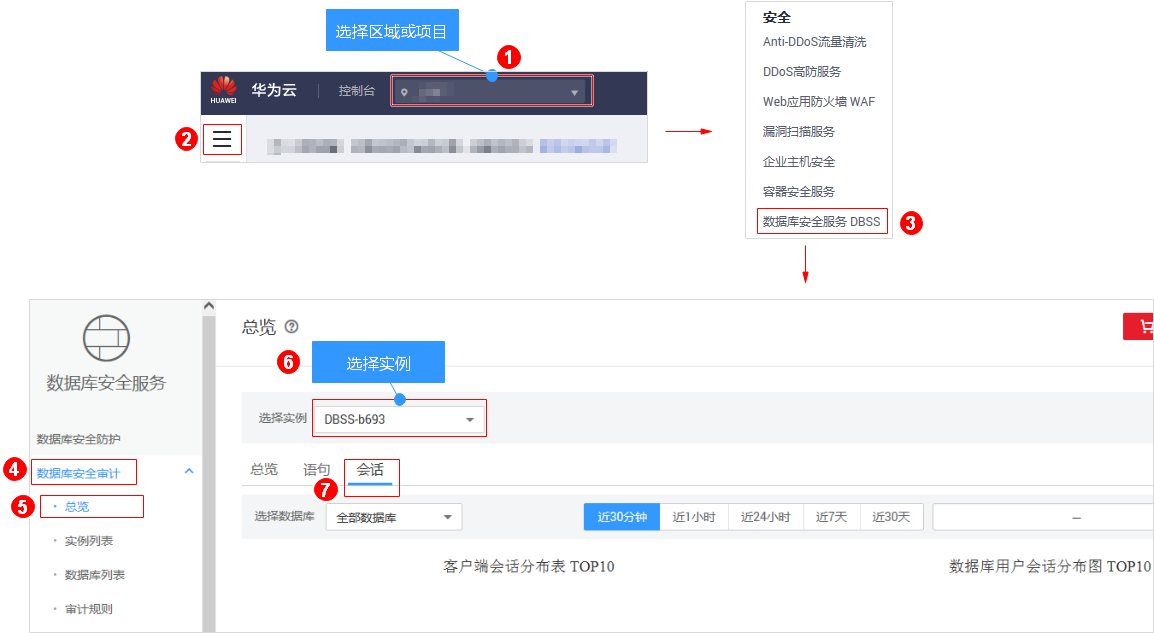 选择区域或项目
1
HUAWEI 华为云 控制台
2
安全
Anti-DDoS流量清洗
DDoS高防服务
Web应用防火墙 WAF
漏洞扫描服务
企业主机安全
容器安全服务
数据库安全服务 DBSS
3
数据库安全服务
数据库安全防护
4 数据库安全审计
5 · 总览
· 实例列表
· 数据库列表
· 审计规则
总览 ?
6 选择实例
选择实例 DBSS-b693
总览 语句 会话
7
选择数据库 全部数据库 近30分钟 近1小时 近24小时 近7天 近30天 –
客户端会话分布表 TOP10 数据库用户会话分布图 TOP10